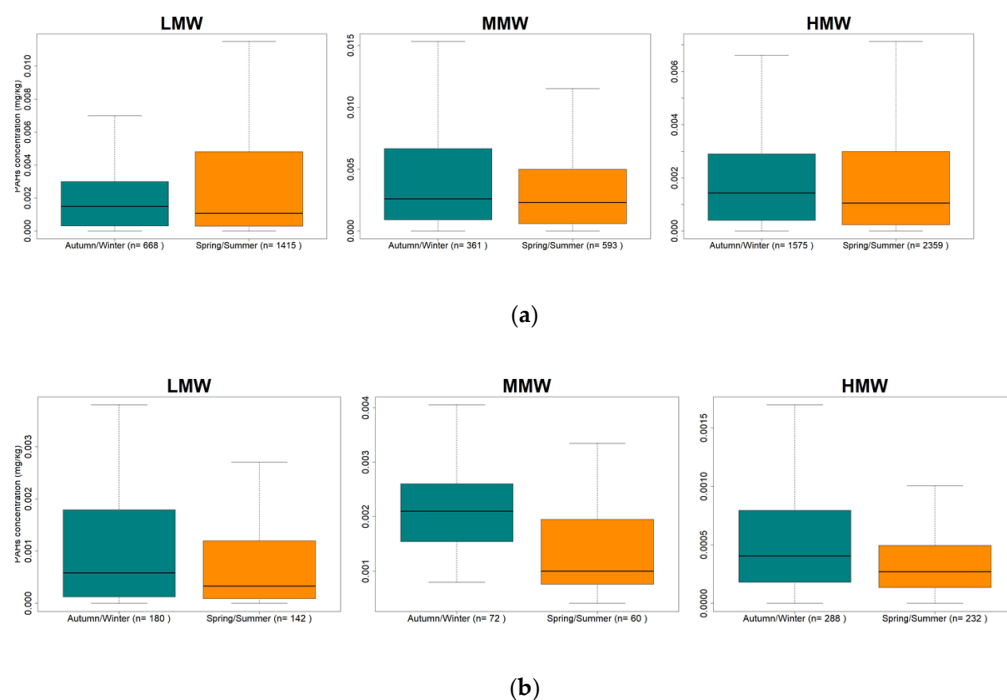 LMW MMW HMW
PAHs concentration (mg/kg)
0.000 0.002 0.004 0.006 0.008 0.010
0.000 0.005 0.010 0.015
0.000 0.002 0.004 0.006
Autumn/Winter (n= 668 ) Spring/Summer (n= 1415 ) Autumn/Winter (n= 361 ) Spring/Summer (n= 593 ) Autumn/Winter (n= 1575 ) Spring/Summer (n= 2359 )
(a)
LMW MMW HMW
PAHs concentration (mg/kg)
0.000 0.001 0.002 0.003
0.001 0.002 0.003 0.004
0.0000 0.0005 0.0010 0.0015
Autumn/Winter (n= 180 ) Spring/Summer (n= 142 ) Autumn/Winter (n= 72 ) Spring/Summer (n= 60 ) Autumn/Winter (n= 288 ) Spring/Summer (n= 232 )
(b)